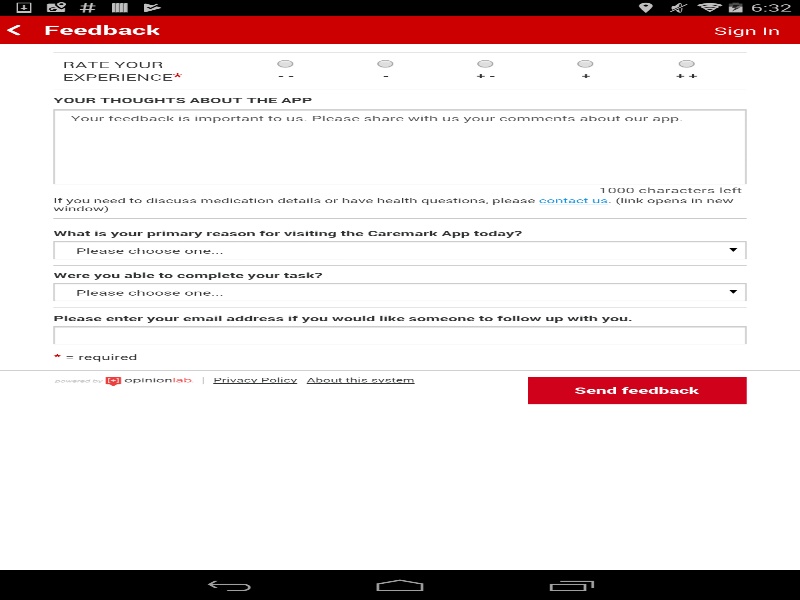 6:32
Feedback
Sign In
RATE YOUR
EXPERIENCE*
-- - +- + ++
YOUR THOUGHTS ABOUT THE APP
Your feedback is important to us. Please share with us your comments about our app.
1000 characters left
If you need to discuss medication details or have health questions, please contact us. (link opens in new
window)
What is your primary reason for visiting the Caremark App today?
Please choose one...
Were you able to complete your task?
Please choose one...
Please enter your email address if you would like someone to follow up with you.
* = required
powered by [+] opinionlab. | Privacy Policy About this system
Send feedback